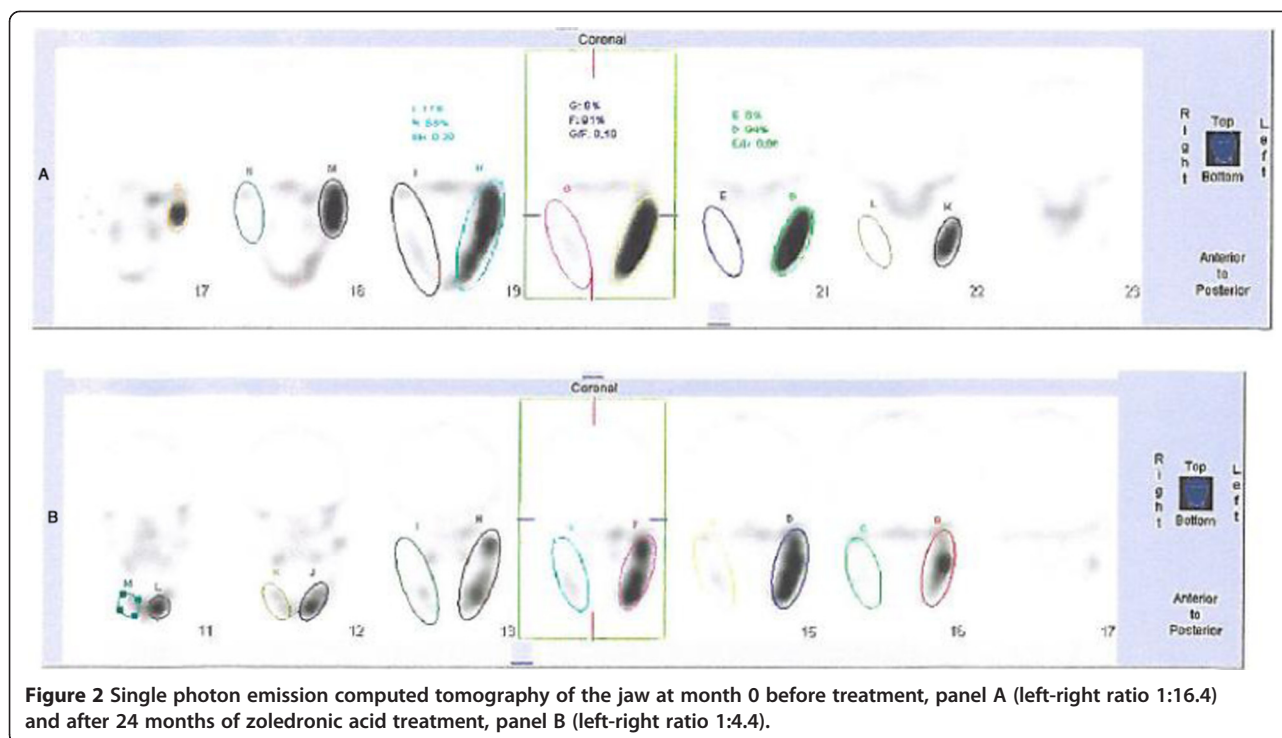 Coronal
A
G: 8%
F: 91%
N
M
I
H
G
E
D
L
K
17
18
19
21
22
23
Right
Top
Left
Bottom
Anterior
to
Posterior
Coronal
B
M
L
K
J
I
H
F
D
C
B
11
12
13
15
16
17
Right
Top
Left
Bottom
Anterior
to
Posterior
Figure 2 Single photon emission computed tomography of the jaw at month 0 before treatment, panel A (left-right ratio 1:16.4)
and after 24 months of zoledronic acid treatment, panel B (left-right ratio 1:4.4).